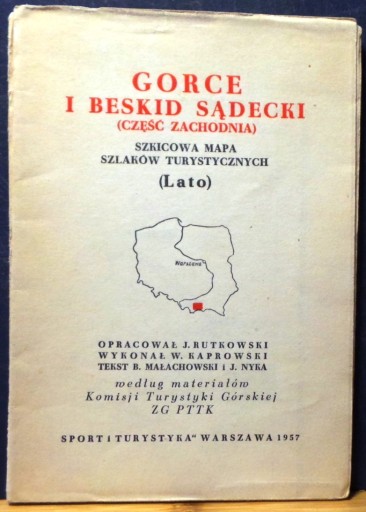 GORCE
I BESKID SĄDECKI
(CZĘŚĆ ZACHODNIA)
SZKICOWA MAPA
SZLAKÓW TURYSTYCZNYCH
(Lato)
Warszawa
OPRACOWAŁ J. RUTKOWSKI
WYKONAŁ W. KAPROWSKI
TEKST B. MAŁACHOWSKI i J. NYKA
według materiałów
Komisji Turystyki Górskiej
ZG PTTK
SPORT i TURYSTYKA" WARSZAWA 1957